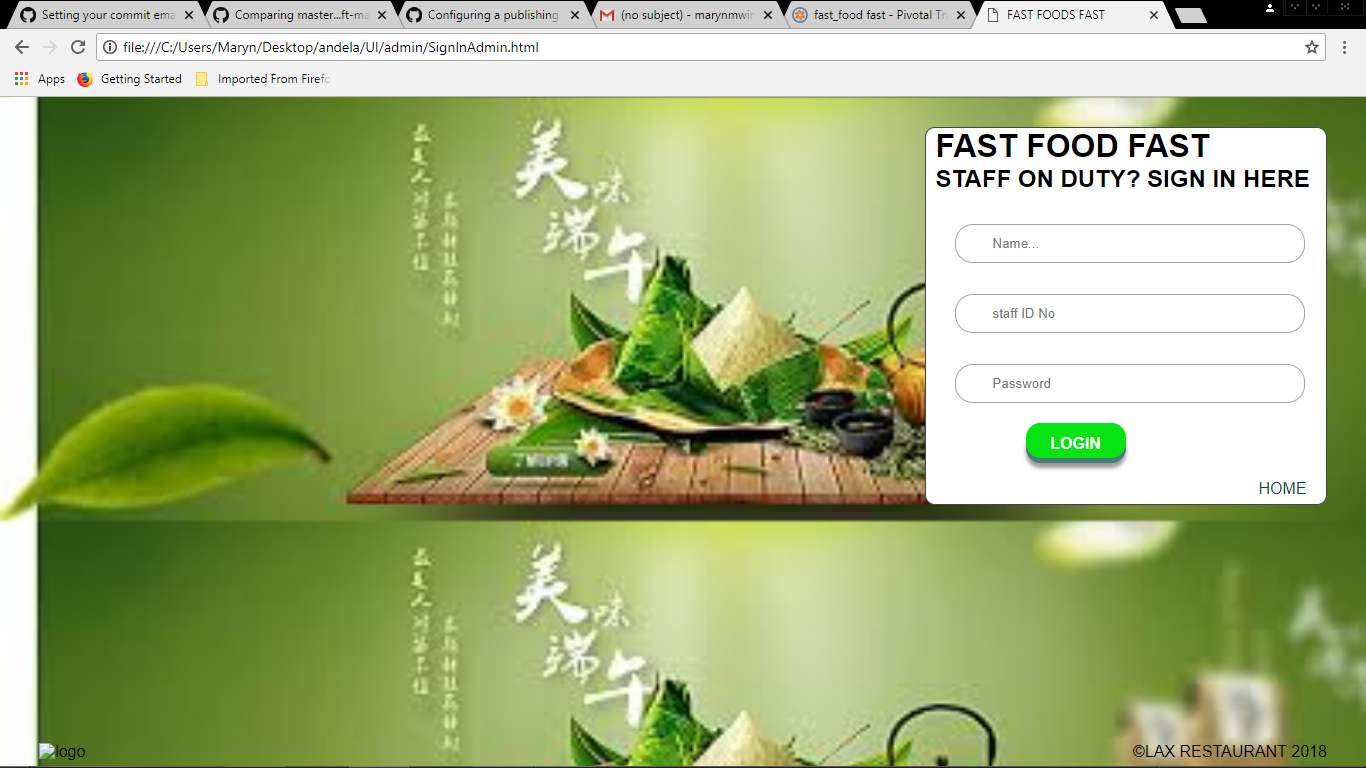 Setting your commit ema
Comparing master...ft-ma
Configuring a publishing
(no subject) - marynmwir
fast_food fast - Pivotal Tr
FAST FOODS FAST
file:///C:/Users/Maryn/Desktop/andela/UI/admin/SignInAdmin.html
Apps
Getting Started
Imported From Firefo
美味端午
FAST FOOD FAST
STAFF ON DUTY? SIGN IN HERE
Name...
staff ID No
Password
LOGIN
HOME
美味端午
logo
©LAX RESTAURANT 2018